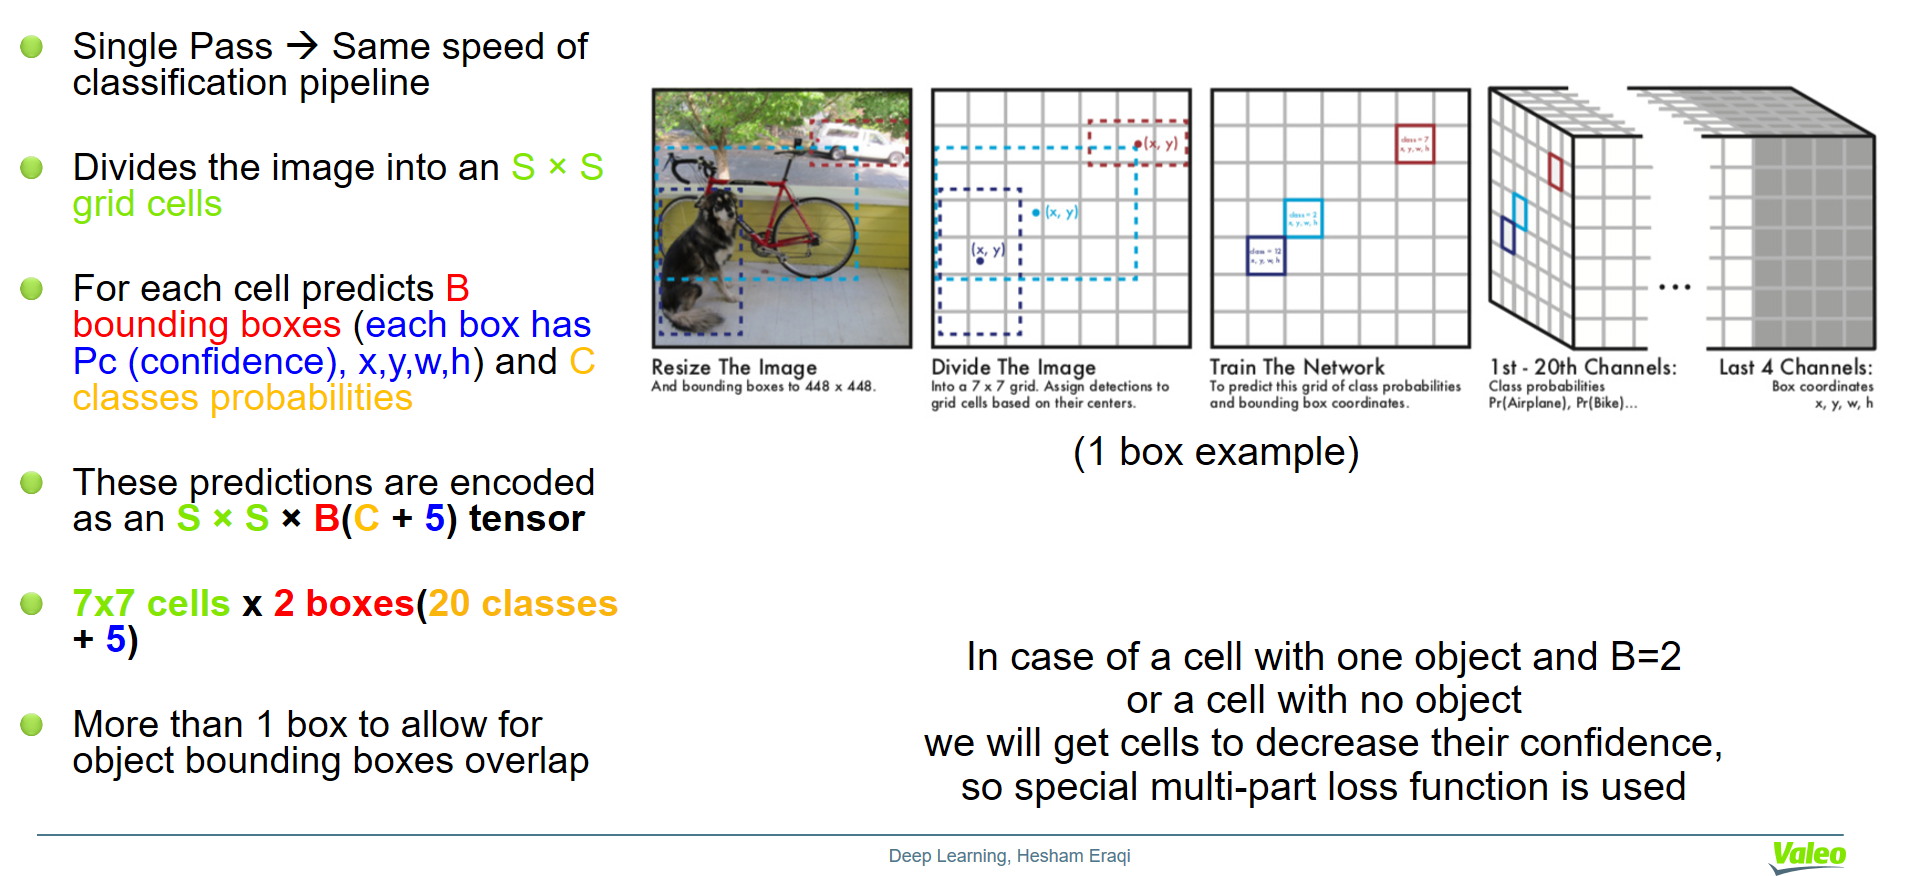 Single Pass → Same speed of
classification pipeline
Divides the image into an S × S
grid cells
For each cell predicts B
bounding boxes (each box has
Pc (confidence), x,y,w,h) and C
classes probabilities
These predictions are encoded
as an S × S × B(C + 5) tensor
7x7 cells x 2 boxes(20 classes
+ 5)
More than 1 box to allow for
object bounding boxes overlap
(x, y)
(x, y)
(x, y)
class = 7
x, y, w, h
class = 2
x, y, w, h
class = 12
x, y, w, h
...
Resize The Image
And bounding boxes to 448 x 448.
Divide The Image
Into a 7 x 7 grid. Assign detections to
grid cells based on their centers.
Train The Network
To predict this grid of class probabilities
and bounding box coordinates.
1st - 20th Channels:
Class probabilities
Pr(Airplane), Pr(Bike)...
Last 4 Channels:
Box coordinates
x, y, w, h
(1 box example)
In case of a cell with one object and B=2
or a cell with no object
we will get cells to decrease their confidence,
so special multi-part loss function is used
Deep Learning, Hesham Eraqi
Valeo